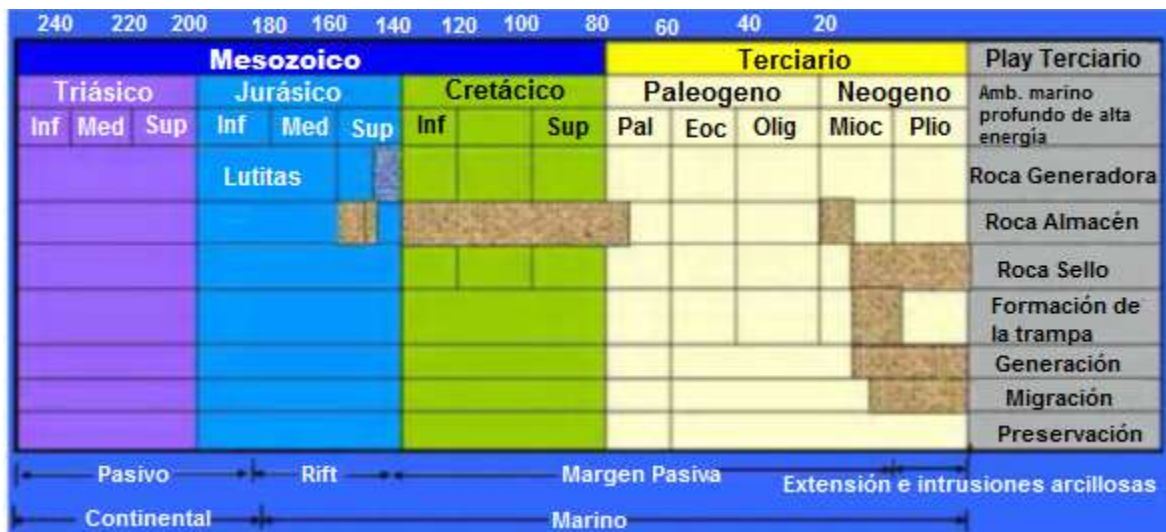 240 220 200 180 160 140 120 100 80 60 40 20
Mesozoico Terciario Play Terciario
Triásico Jurásico Cretácico Paleogeno Neogeno Amb. marino
profundo de alta
energía
Inf Med Sup Inf Med Sup Inf Sup Pal Eoc Olig Mioc Plio
Lutitas Roca Generadora
Roca Almacén
Roca Sello
Formación de
la trampa
Generación
Migración
Preservación
Pasivo Rift Margen Pasiva Extensión e intrusiones arcillosas
Continental Marino